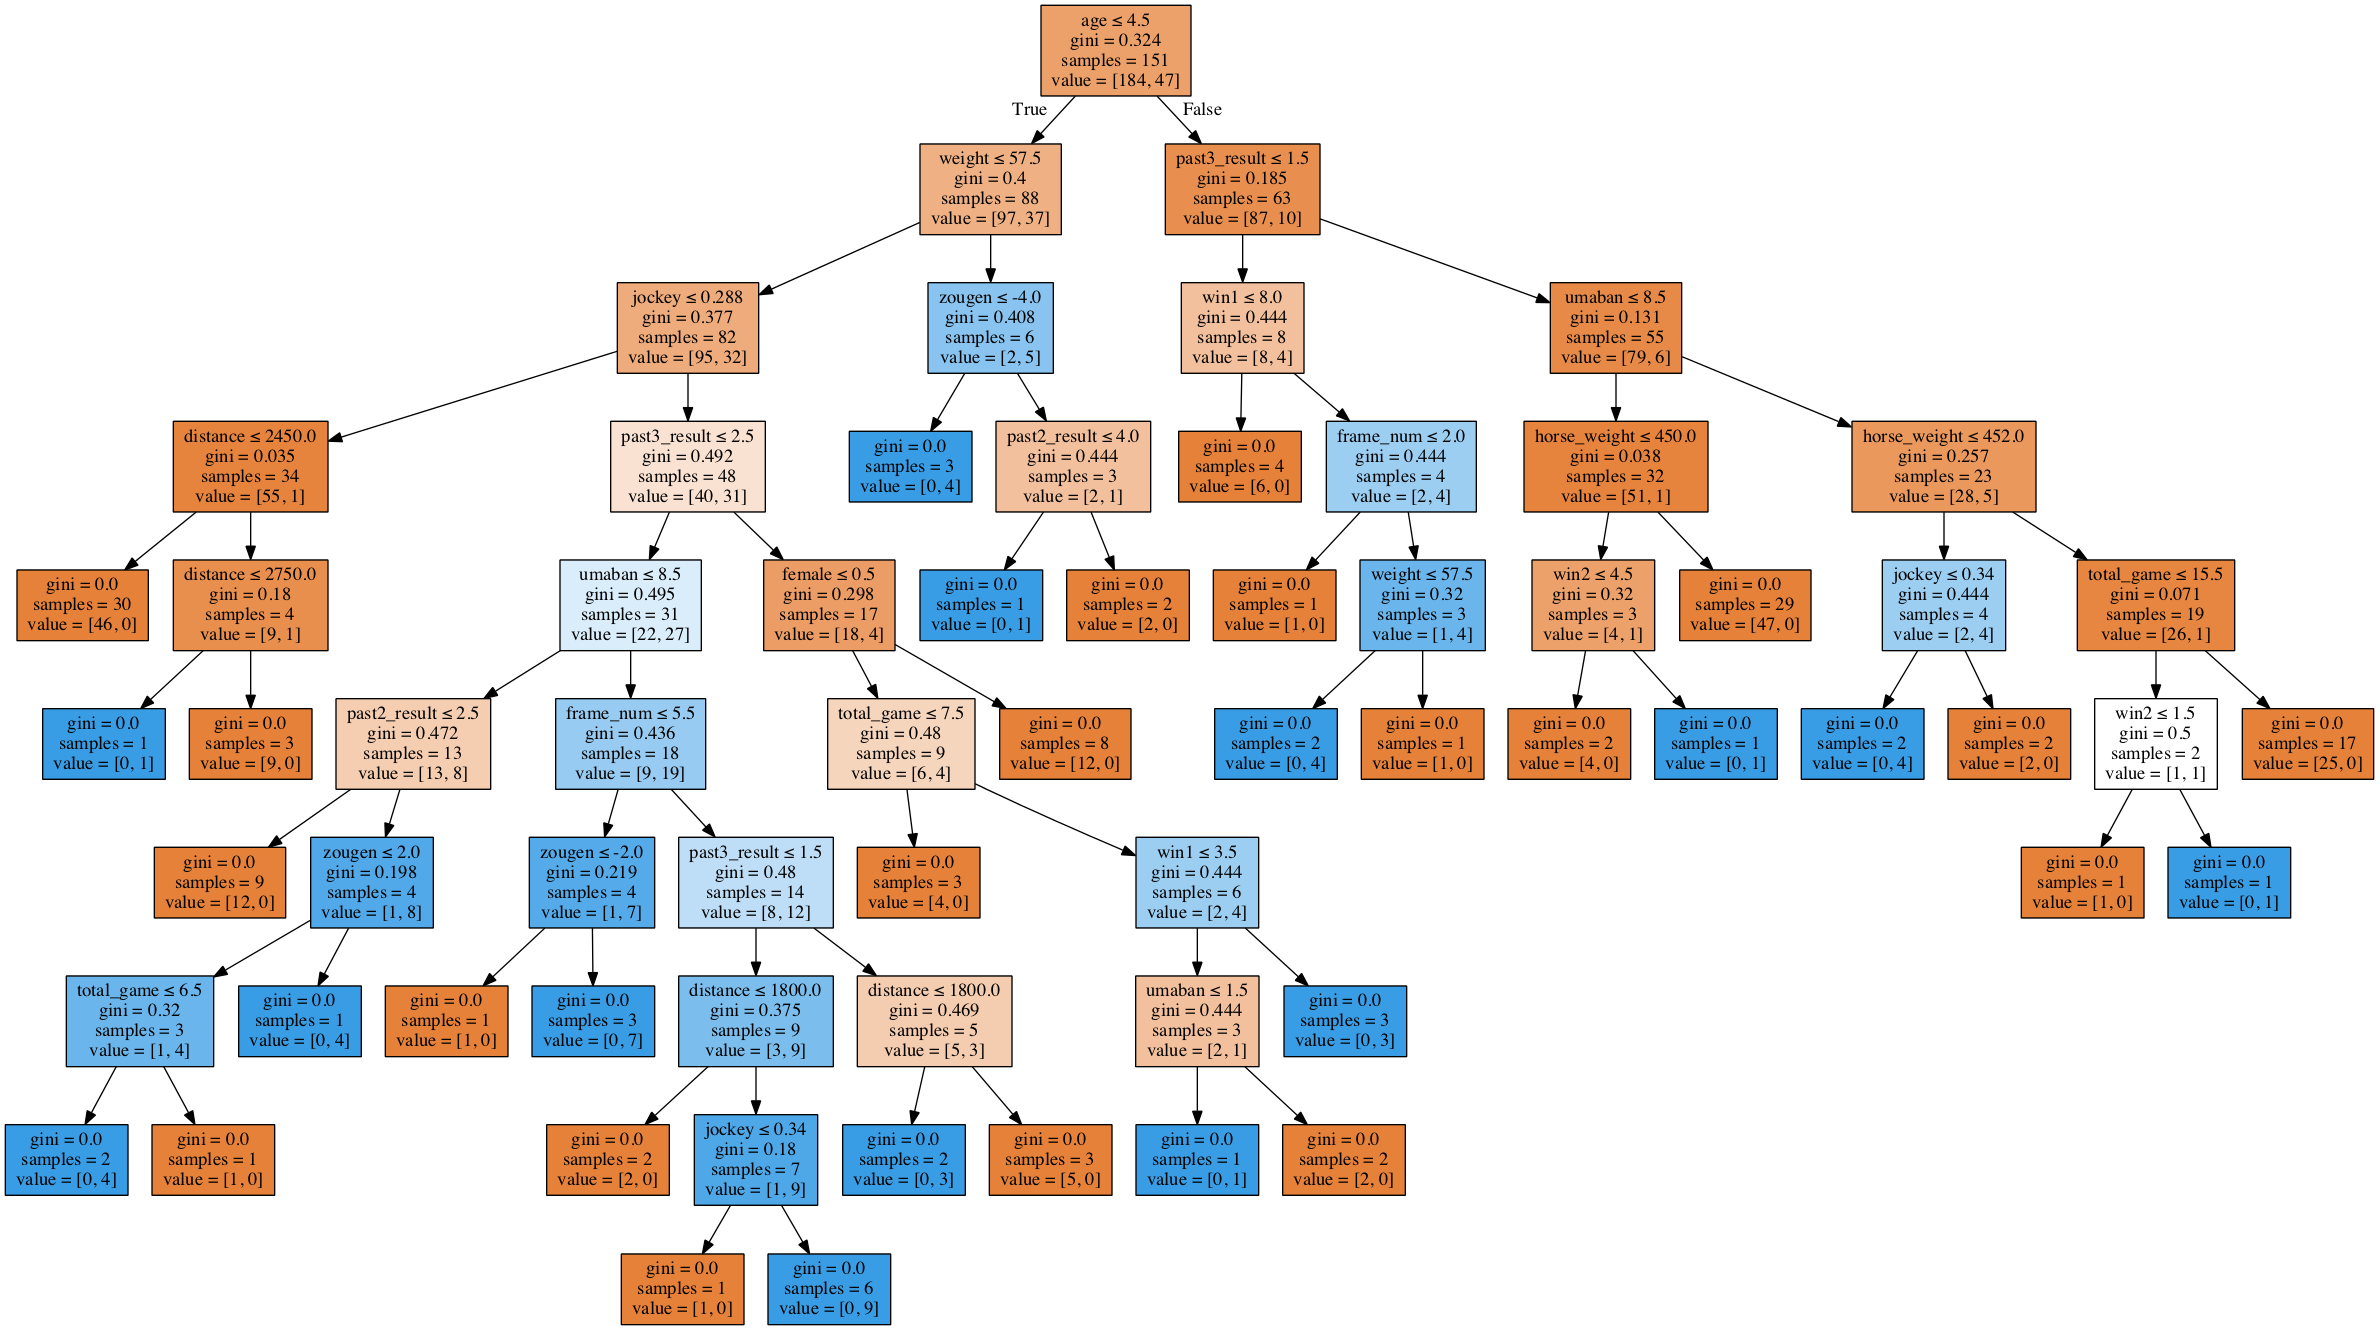 age ≤ 4.5
gini = 0.324
samples = 151
value = [184, 47]
True
False
weight ≤ 57.5
gini = 0.4
samples = 88
value = [97, 37]
past3_result ≤ 1.5
gini = 0.185
samples = 63
value = [87, 10]
jockey ≤ 0.288
gini = 0.377
samples = 82
value = [95, 32]
zougen ≤ -4.0
gini = 0.408
samples = 6
value = [2, 5]
win1 ≤ 8.0
gini = 0.444
samples = 8
value = [8, 4]
umaban ≤ 8.5
gini = 0.131
samples = 55
value = [79, 6]
distance ≤ 2450.0
gini = 0.035
samples = 34
value = [55, 1]
past3_result ≤ 2.5
gini = 0.492
samples = 48
value = [40, 31]
gini = 0.0
samples = 3
value = [0, 4]
past2_result ≤ 4.0
gini = 0.444
samples = 3
value = [2, 1]
gini = 0.0
samples = 4
value = [6, 0]
frame_num ≤ 2.0
gini = 0.444
samples = 4
value = [2, 4]
horse_weight ≤ 450.0
gini = 0.038
samples = 32
value = [51, 1]
horse_weight ≤ 452.0
gini = 0.257
samples = 23
value = [28, 5]
gini = 0.0
samples = 30
value = [46, 0]
distance ≤ 2750.0
gini = 0.18
samples = 4
value = [9, 1]
umaban ≤ 8.5
gini = 0.495
samples = 31
value = [22, 27]
female ≤ 0.5
gini = 0.298
samples = 17
value = [18, 4]
gini = 0.0
samples = 1
value = [0, 1]
gini = 0.0
samples = 2
value = [2, 0]
gini = 0.0
samples = 1
value = [1, 0]
weight ≤ 57.5
gini = 0.32
samples = 3
value = [1, 4]
win2 ≤ 4.5
gini = 0.32
samples = 3
value = [4, 1]
gini = 0.0
samples = 29
value = [47, 0]
jockey ≤ 0.34
gini = 0.444
samples = 4
value = [2, 4]
total_game ≤ 15.5
gini = 0.071
samples = 19
value = [26, 1]
gini = 0.0
samples = 1
value = [0, 1]
gini = 0.0
samples = 3
value = [9, 0]
past2_result ≤ 2.5
gini = 0.472
samples = 13
value = [13, 8]
frame_num ≤ 5.5
gini = 0.436
samples = 18
value = [9, 19]
total_game ≤ 7.5
gini = 0.48
samples = 9
value = [6, 4]
gini = 0.0
samples = 8
value = [12, 0]
gini = 0.0
samples = 2
value = [0, 4]
gini = 0.0
samples = 1
value = [1, 0]
gini = 0.0
samples = 2
value = [4, 0]
gini = 0.0
samples = 1
value = [0, 1]
gini = 0.0
samples = 2
value = [0, 4]
gini = 0.0
samples = 2
value = [2, 0]
win2 ≤ 1.5
gini = 0.5
samples = 2
value = [1, 1]
gini = 0.0
samples = 17
value = [25, 0]
gini = 0.0
samples = 9
value = [12, 0]
zougen ≤ 2.0
gini = 0.198
samples = 4
value = [1, 8]
zougen ≤ -2.0
gini = 0.219
samples = 4
value = [1, 7]
past3_result ≤ 1.5
gini = 0.48
samples = 14
value = [8, 12]
gini = 0.0
samples = 3
value = [4, 0]
win1 ≤ 3.5
gini = 0.444
samples = 6
value = [2, 4]
gini = 0.0
samples = 1
value = [1, 0]
gini = 0.0
samples = 1
value = [0, 1]
total_game ≤ 6.5
gini = 0.32
samples = 3
value = [1, 4]
gini = 0.0
samples = 1
value = [0, 4]
gini = 0.0
samples = 1
value = [1, 0]
gini = 0.0
samples = 3
value = [0, 7]
distance ≤ 1800.0
gini = 0.375
samples = 9
value = [3, 9]
distance ≤ 1800.0
gini = 0.469
samples = 5
value = [5, 3]
umaban ≤ 1.5
gini = 0.444
samples = 3
value = [2, 1]
gini = 0.0
samples = 3
value = [0, 3]
gini = 0.0
samples = 2
value = [0, 4]
gini = 0.0
samples = 1
value = [1, 0]
gini = 0.0
samples = 2
value = [2, 0]
jockey ≤ 0.34
gini = 0.18
samples = 7
value = [1, 9]
gini = 0.0
samples = 2
value = [0, 3]
gini = 0.0
samples = 3
value = [5, 0]
gini = 0.0
samples = 1
value = [0, 1]
gini = 0.0
samples = 2
value = [2, 0]
gini = 0.0
samples = 1
value = [1, 0]
gini = 0.0
samples = 6
value = [0, 9]